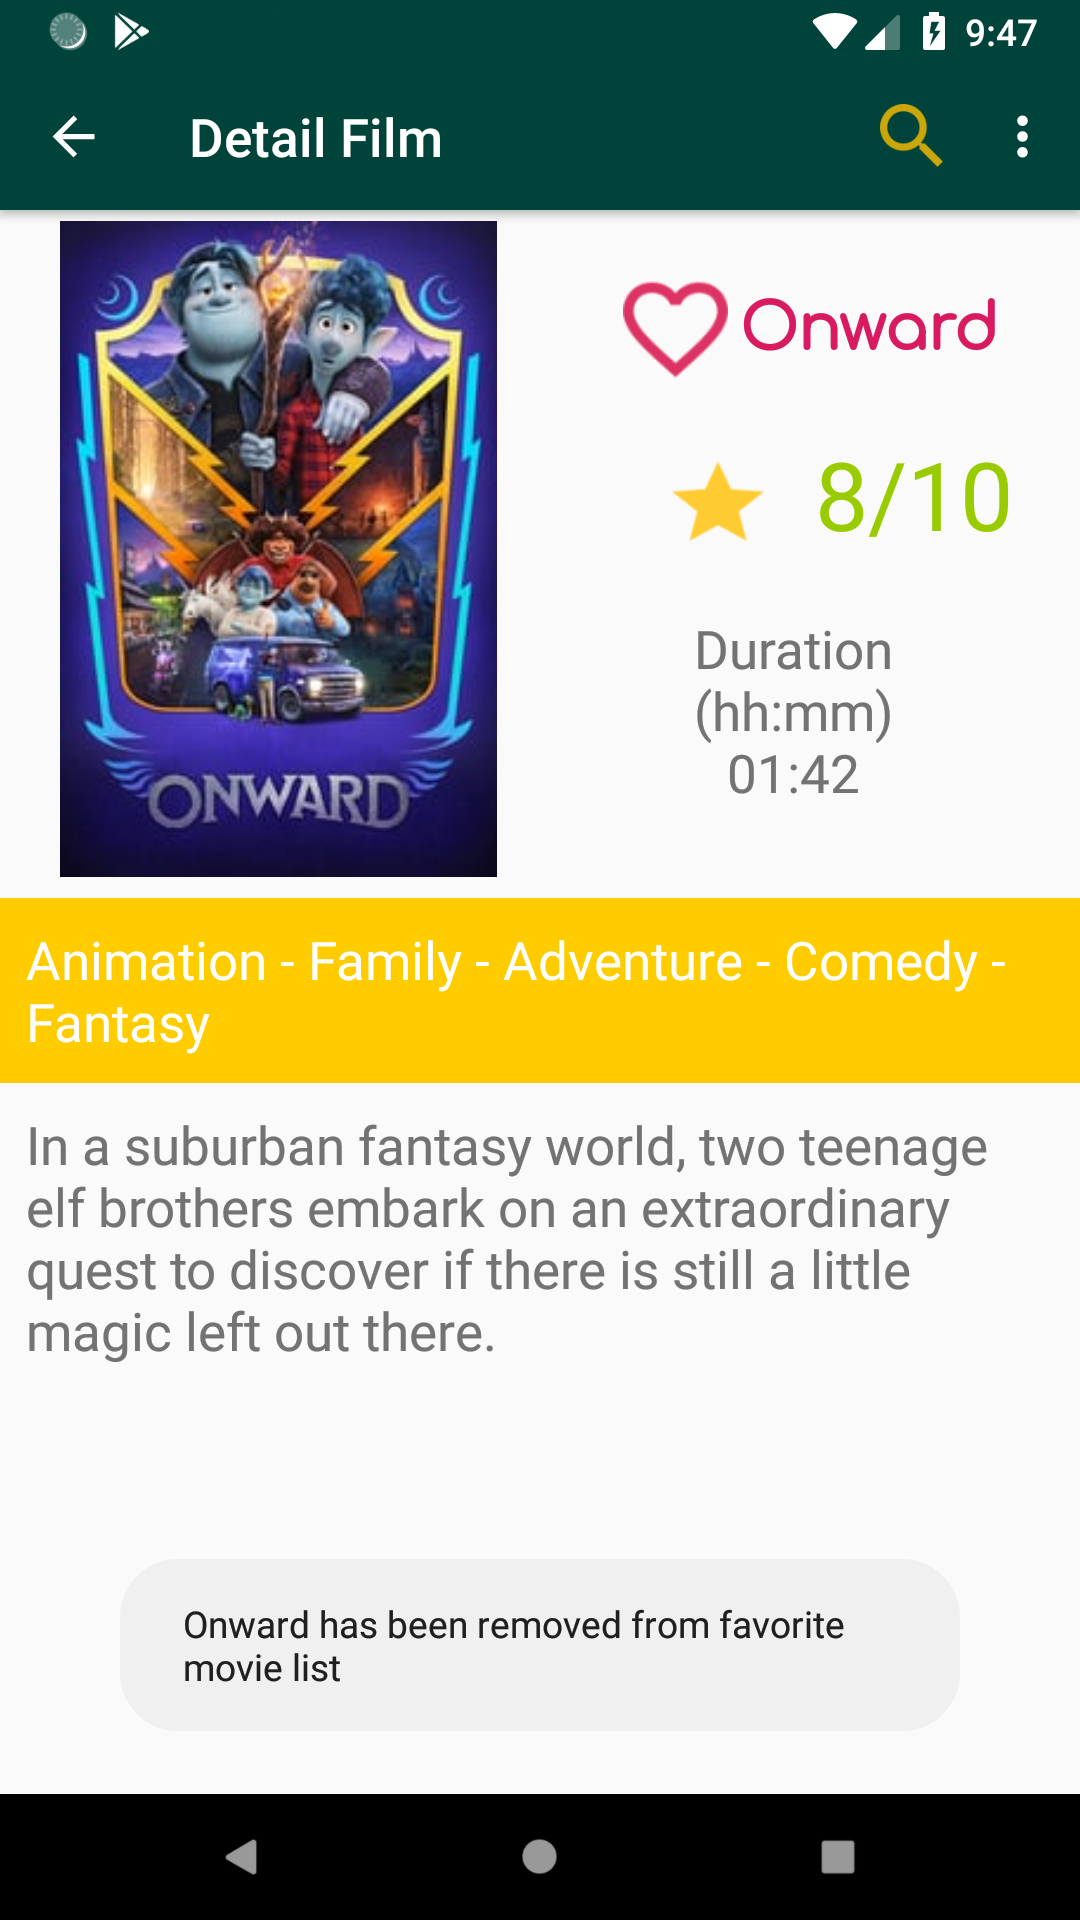 9:47
Detail Film
Onward
8/10
Duration
(hh:mm)
01:42
ONWARD
Animation - Family - Adventure - Comedy -
Fantasy
In a suburban fantasy world, two teenage
elf brothers embark on an extraordinary
quest to discover if there is still a little
magic left out there.
Onward has been removed from favorite
movie list